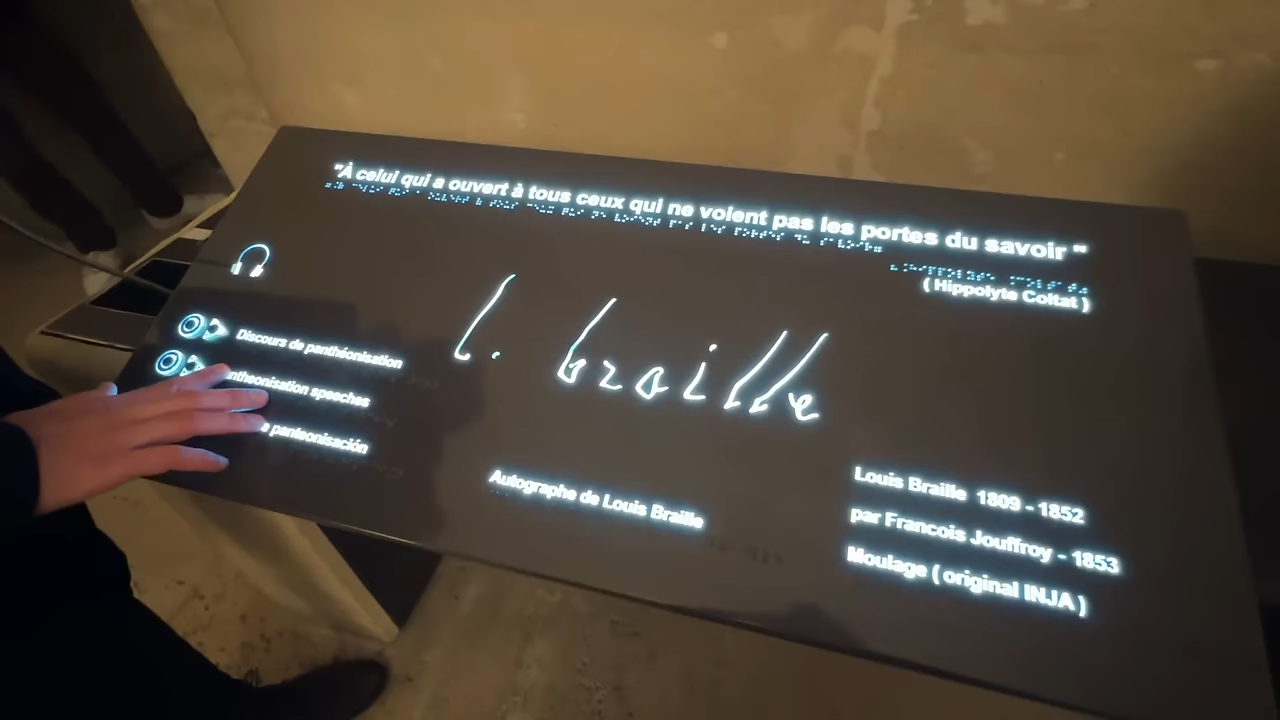 "À celui qui a ouvert à tous ceux qui ne voient pas les portes du savoir "
( Hippolyte Coltat )
l. braille
Discours de panthéonisation
speeches
panteonisación
Autographe de Louis Braille
Louis Braille 1809 - 1852
par Francois Jouffroy - 1853
Moulage ( original INJA )